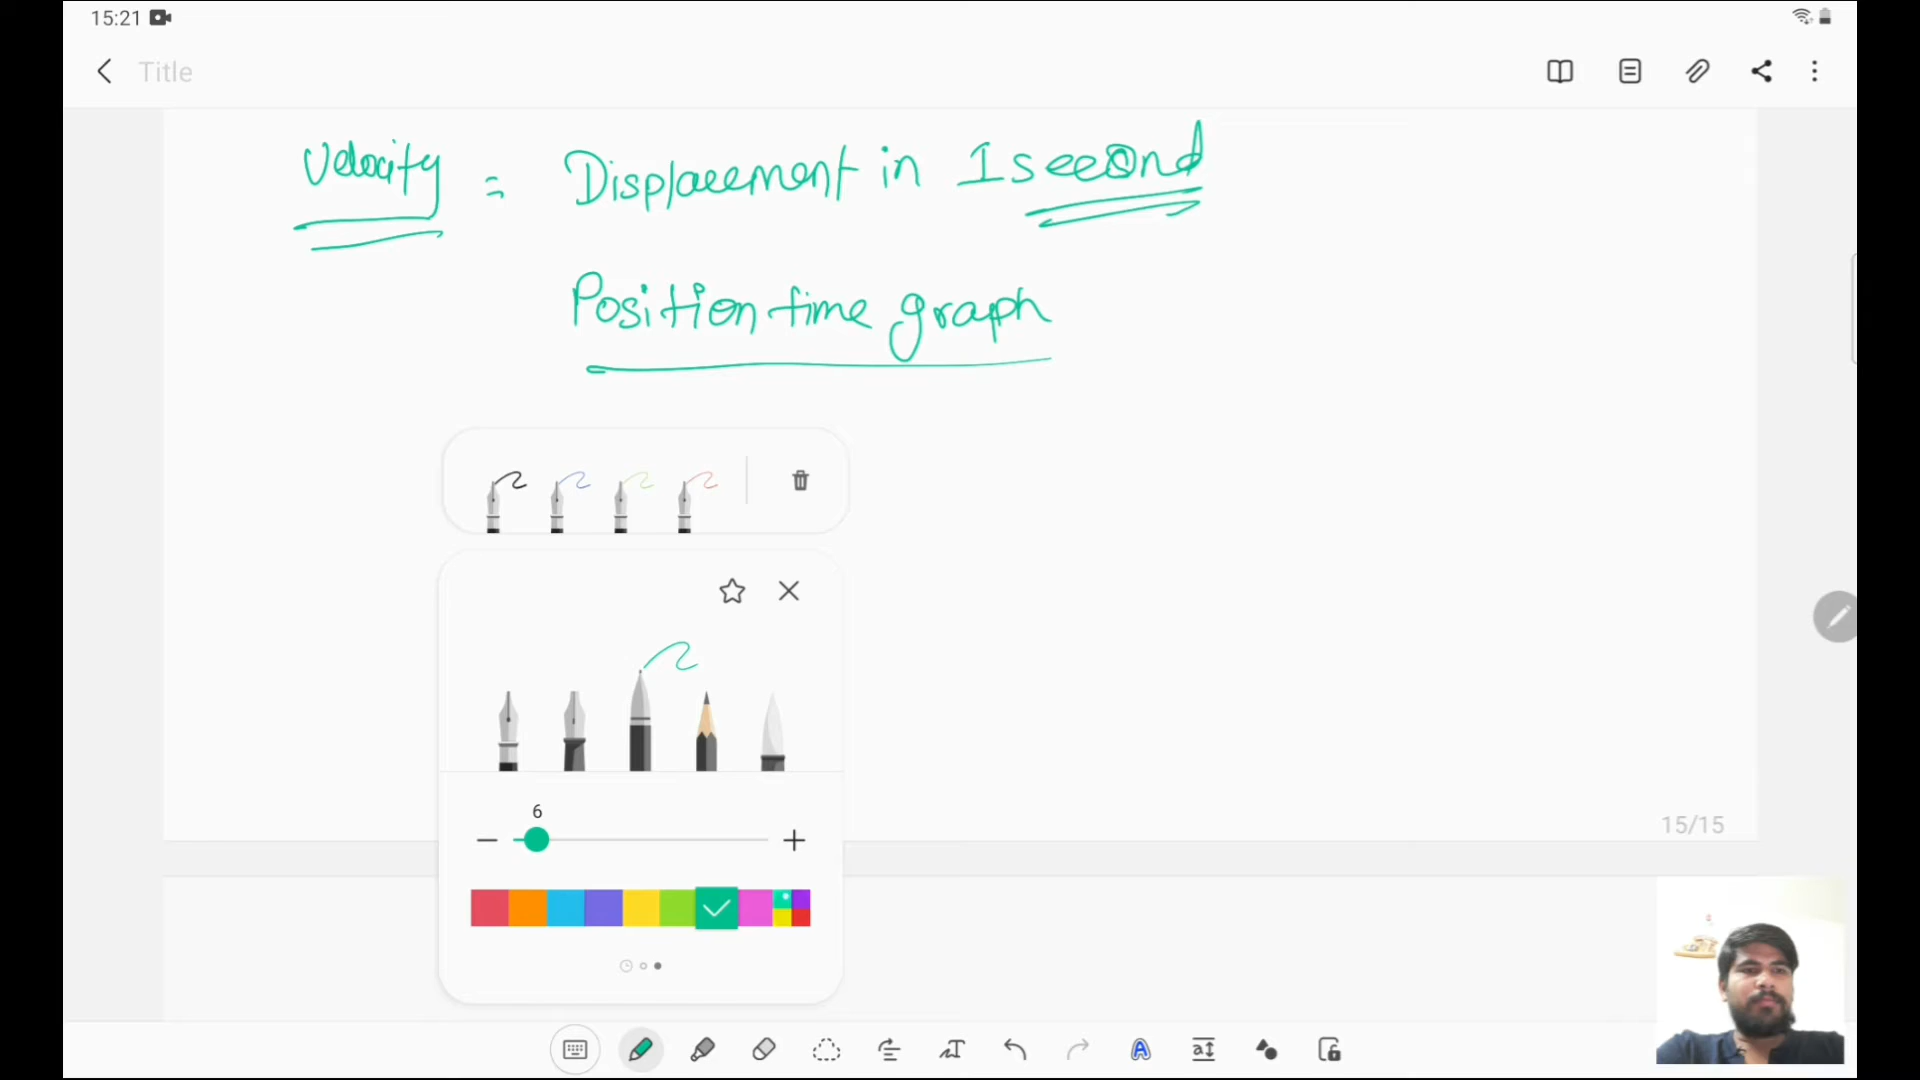 15:21
Title
Velocity = Displacement in 1 second
Position time graph
6
15/15